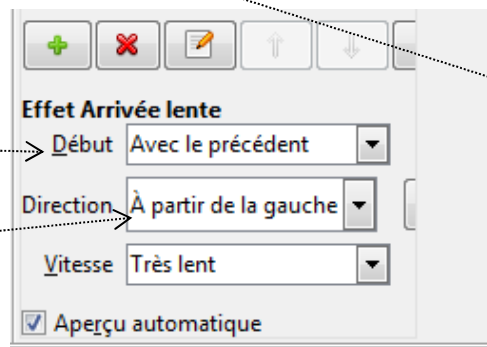 Effet Arrivée lente
Début Avec le précédent
Direction À partir de la gauche
Vitesse Très lent
Aperçu automatique